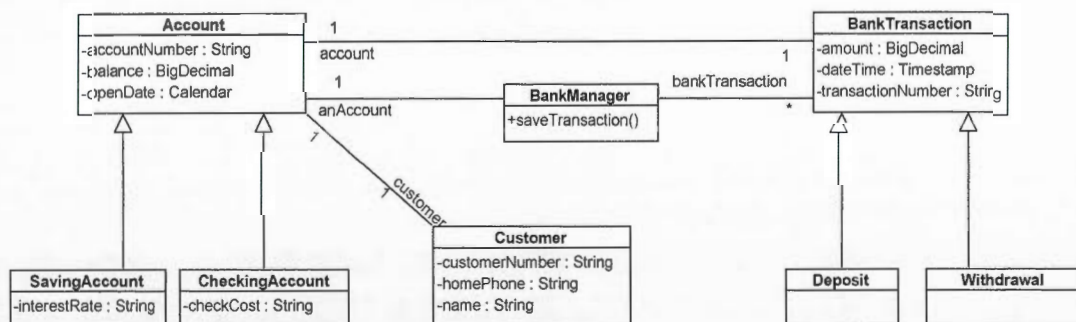 Account
-accountNumber : String
-balance : BigDecimal
-openDate : Calendar
1
account
1
BankTransaction
-amount : BigDecimal
-dateTime : Timestamp
-transactionNumber : String
1
anAccount
BankManager
+saveTransaction()
bankTransaction
*
1
customer
1
SavingAccount
-interestRate : String
CheckingAccount
-checkCost : String
Customer
-customerNumber : String
-homePhone : String
-name : String
Deposit
Withdrawal